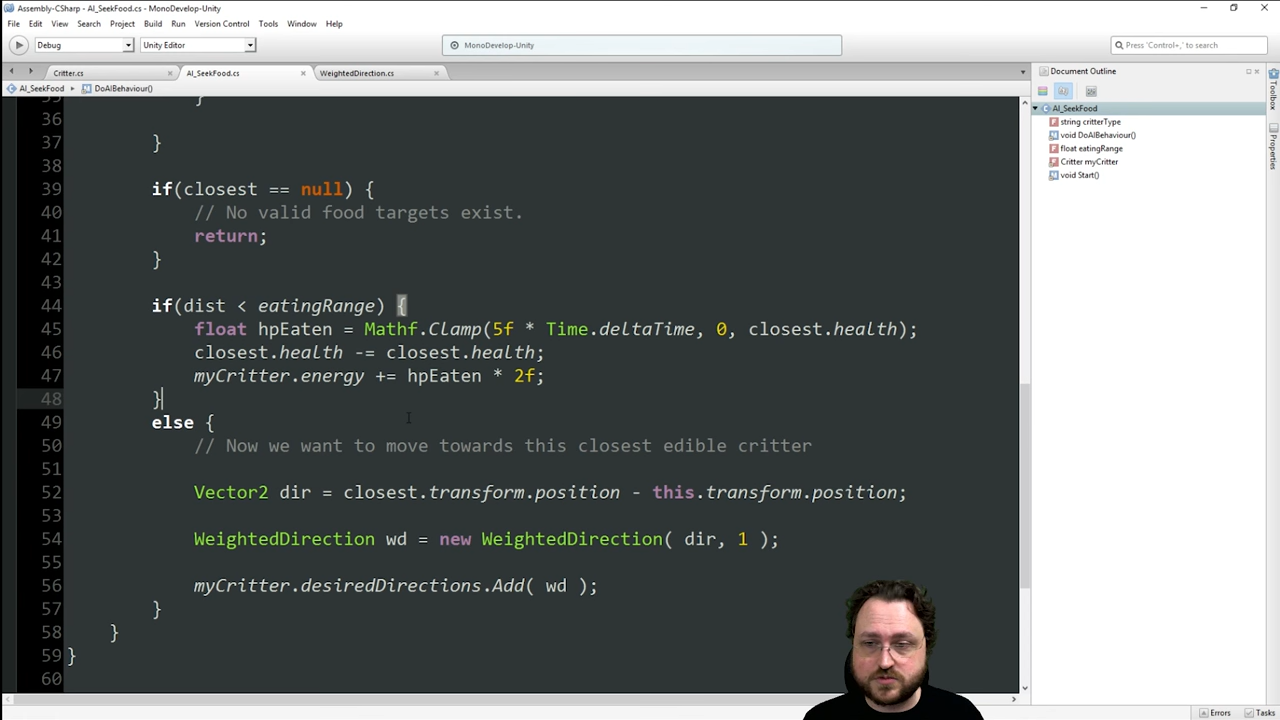 Assembly-CSharp - AI_SeekFood.cs - MonoDevelop-Unity
File Edit View Search Project Build Run Version Control Tools Window Help
Debug Unity Editor MonoDevelop-Unity Press 'Control+,' to search
Critter.cs AI_SeekFood.cs WeightedDirection.cs
AI_SeekFood DoAIBehaviour()
35 }
36
37 }
38
39 if(closest == null) {
40 // No valid food targets exist.
41 return;
42 }
43
44 if(dist < eatingRange) {
45 float hpEaten = Mathf.Clamp(5f * Time.deltaTime, 0, closest.health);
46 closest.health -= closest.health;
47 myCritter.energy += hpEaten * 2f;
48 }
49 else {
50 // Now we want to move towards this closest edible critter
51
52 Vector2 dir = closest.transform.position - this.transform.position;
53
54 WeightedDirection wd = new WeightedDirection( dir, 1 );
55
56 myCritter.desiredDirections.Add( wd );
57 }
58 }
59 }
60
Document Outline
AI_SeekFood
string critterType
void DoAIBehaviour()
float eatingRange
Critter myCritter
void Start()
Toolbox
Properties
Errors Tasks